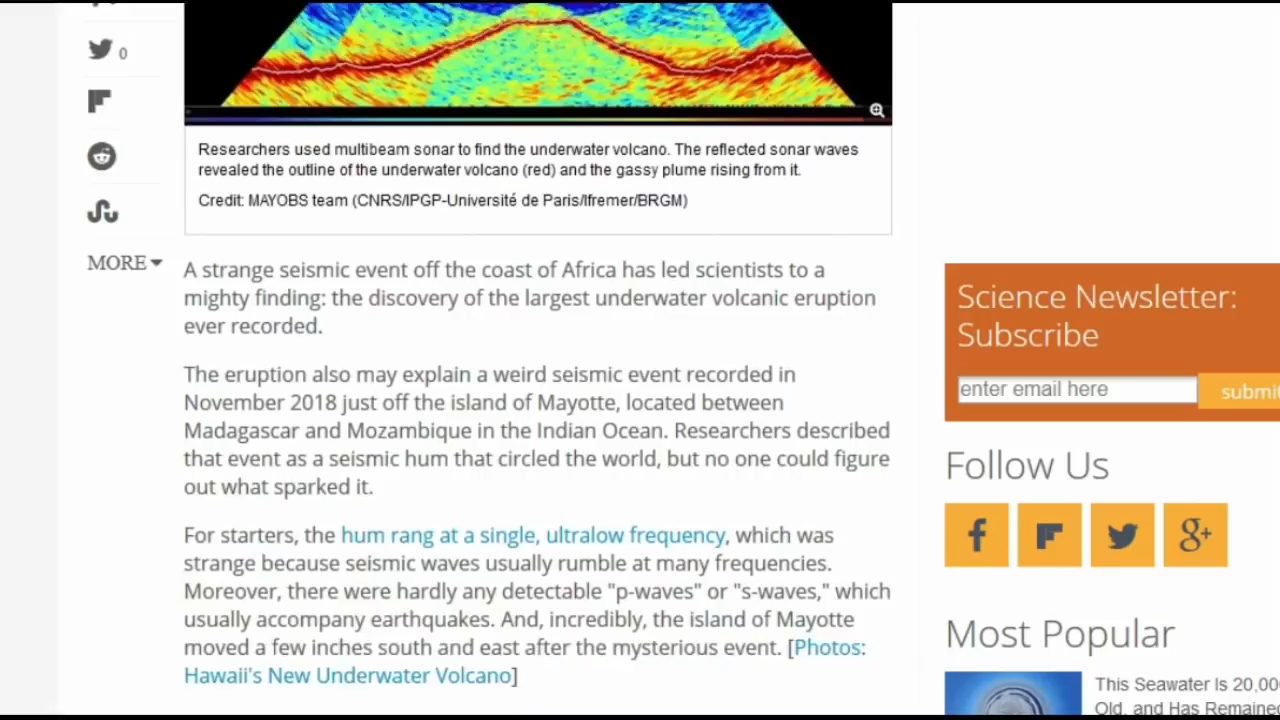 0
MORE
Researchers used multibeam sonar to find the underwater volcano. The reflected sonar waves
revealed the outline of the underwater volcano (red) and the gassy plume rising from it.
Credit: MAYOBS team (CNRS/IPGP-Université de Paris/Ifremer/BRGM)
A strange seismic event off the coast of Africa has led scientists to a
mighty finding: the discovery of the largest underwater volcanic eruption
ever recorded.
The eruption also may explain a weird seismic event recorded in
November 2018 just off the island of Mayotte, located between
Madagascar and Mozambique in the Indian Ocean. Researchers described
that event as a seismic hum that circled the world, but no one could figure
out what sparked it.
For starters, the hum rang at a single, ultralow frequency, which was
strange because seismic waves usually rumble at many frequencies.
Moreover, there were hardly any detectable "p-waves" or "s-waves," which
usually accompany earthquakes. And, incredibly, the island of Mayotte
moved a few inches south and east after the mysterious event. [Photos:
Hawaii's New Underwater Volcano]
Science Newsletter:
Subscribe
enter email here
submit
Follow Us
f
g+
Most Popular
This Seawater Is 20,00
Old, and Has Remained